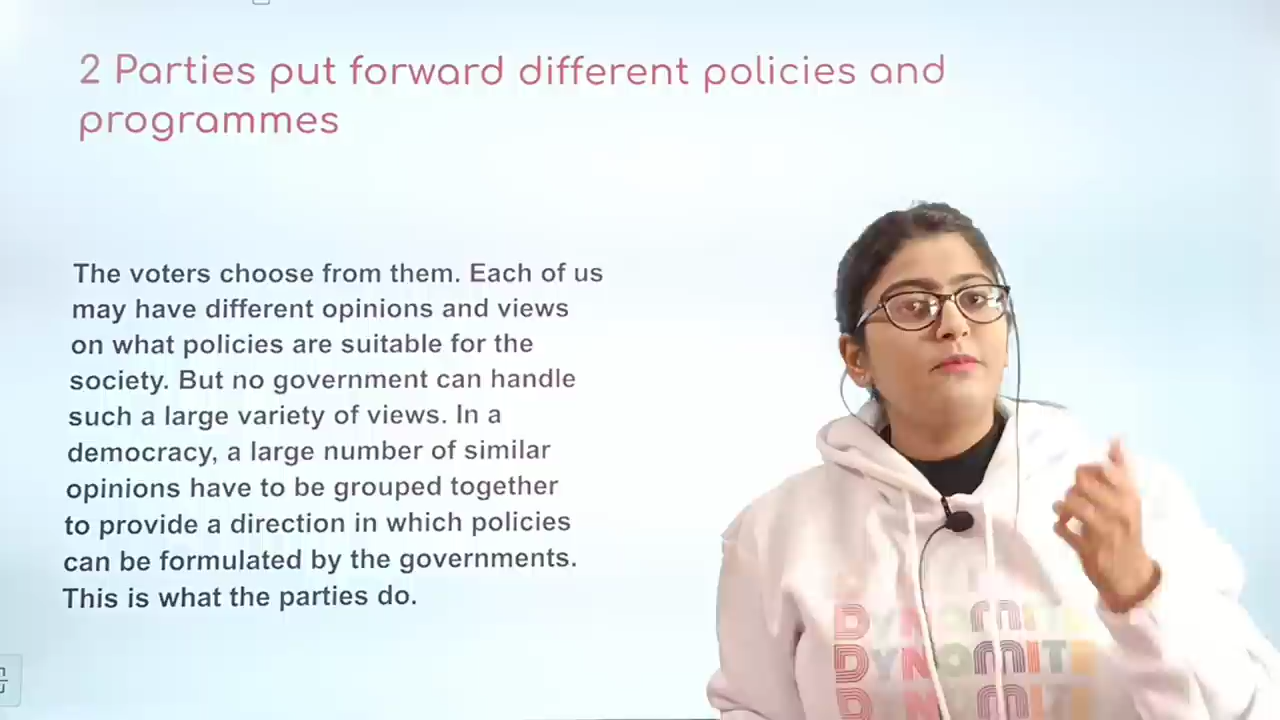 2 Parties put forward different policies and
programmes
The voters choose from them. Each of us
may have different opinions and views
on what policies are suitable for the
society. But no government can handle
such a large variety of views. In a
democracy, a large number of similar
opinions have to be grouped together
to provide a direction in which policies
can be formulated by the governments.
This is what the parties do.
DYNOMITE
DYNOMITE
DYNOMITE